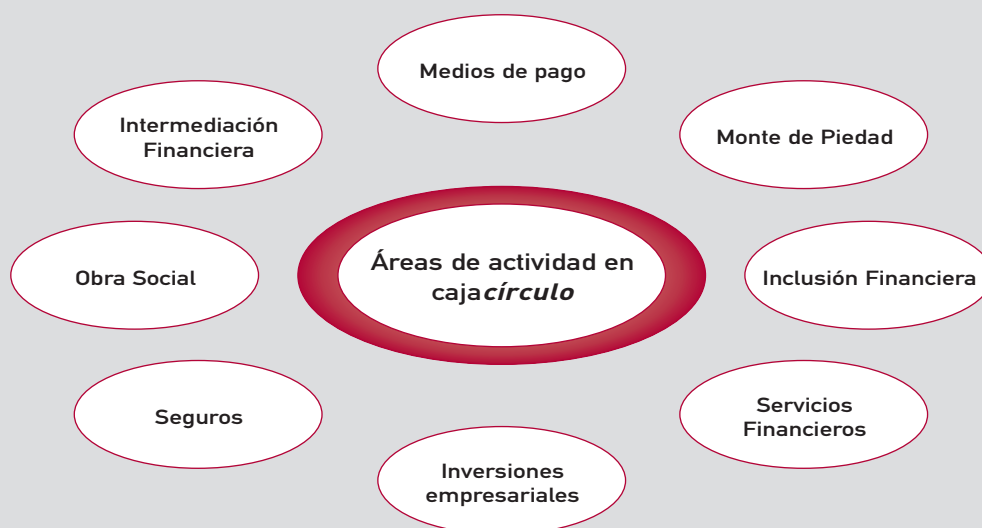 Medios de pago
Intermediación
Financiera
Monte de Piedad
Obra Social
Áreas de actividad en
cajacírculo
Inclusión Financiera
Seguros
Servicios
Financieros
Inversiones
empresariales